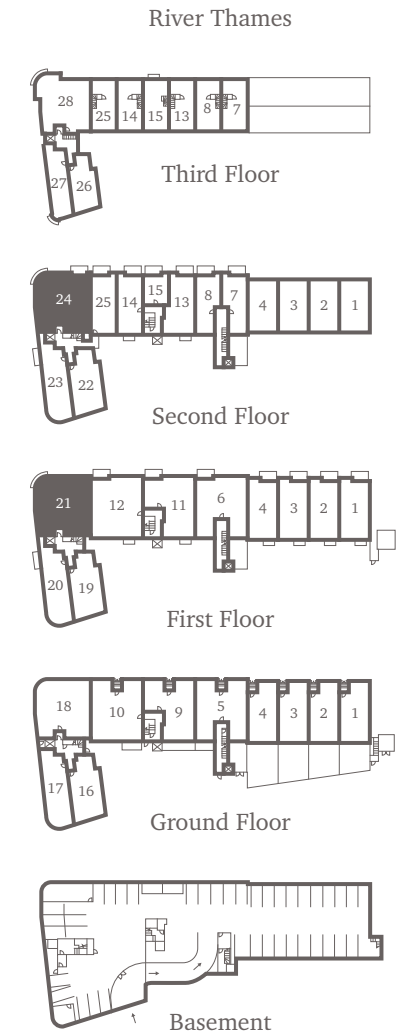 River Thames
28 25 14 15 13 8 7
27 26
Third Floor
24 25 14 15 13 8 7 4 3 2 1
23 22
Second Floor
21 12 11 6 4 3 2 1
20 19
First Floor
18 10 9 5 4 3 2 1
17 16
Ground Floor
Basement